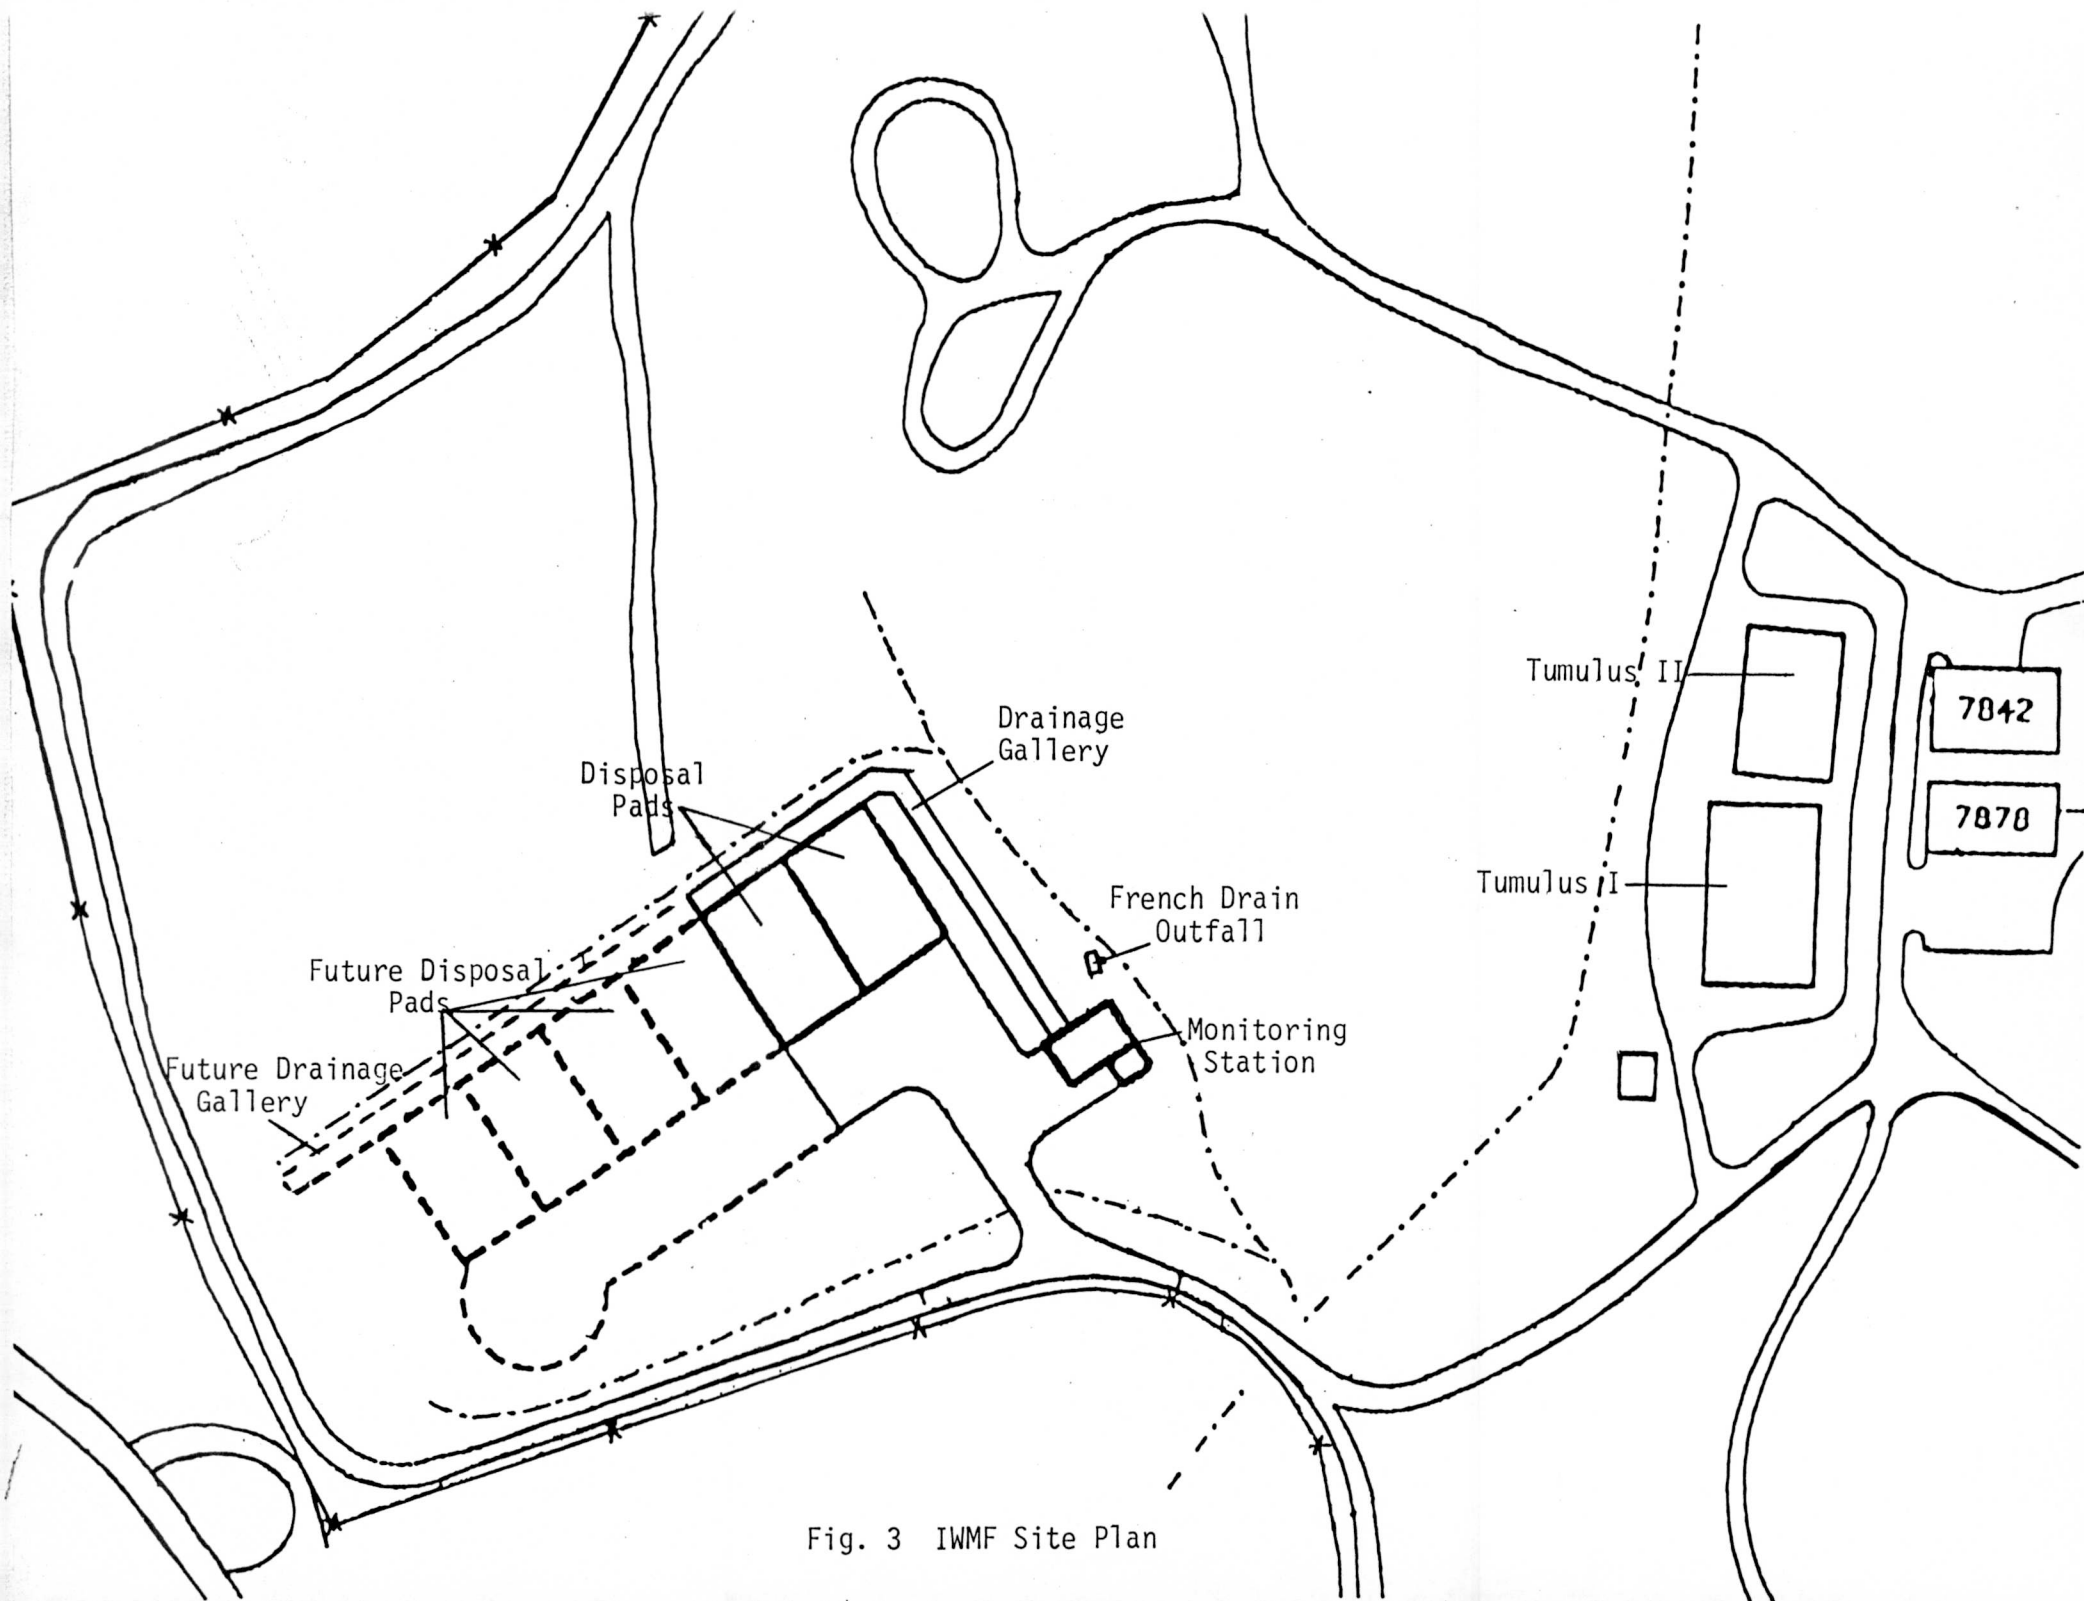 Tumulus II
7842
Drainage
Gallery
Disposal
Pads
7878
Tumulus I
French Drain
Outfall
Future Disposal
Pads
Monitoring
Station
Future Drainage
Gallery
Fig. 3 IWMF Site Plan